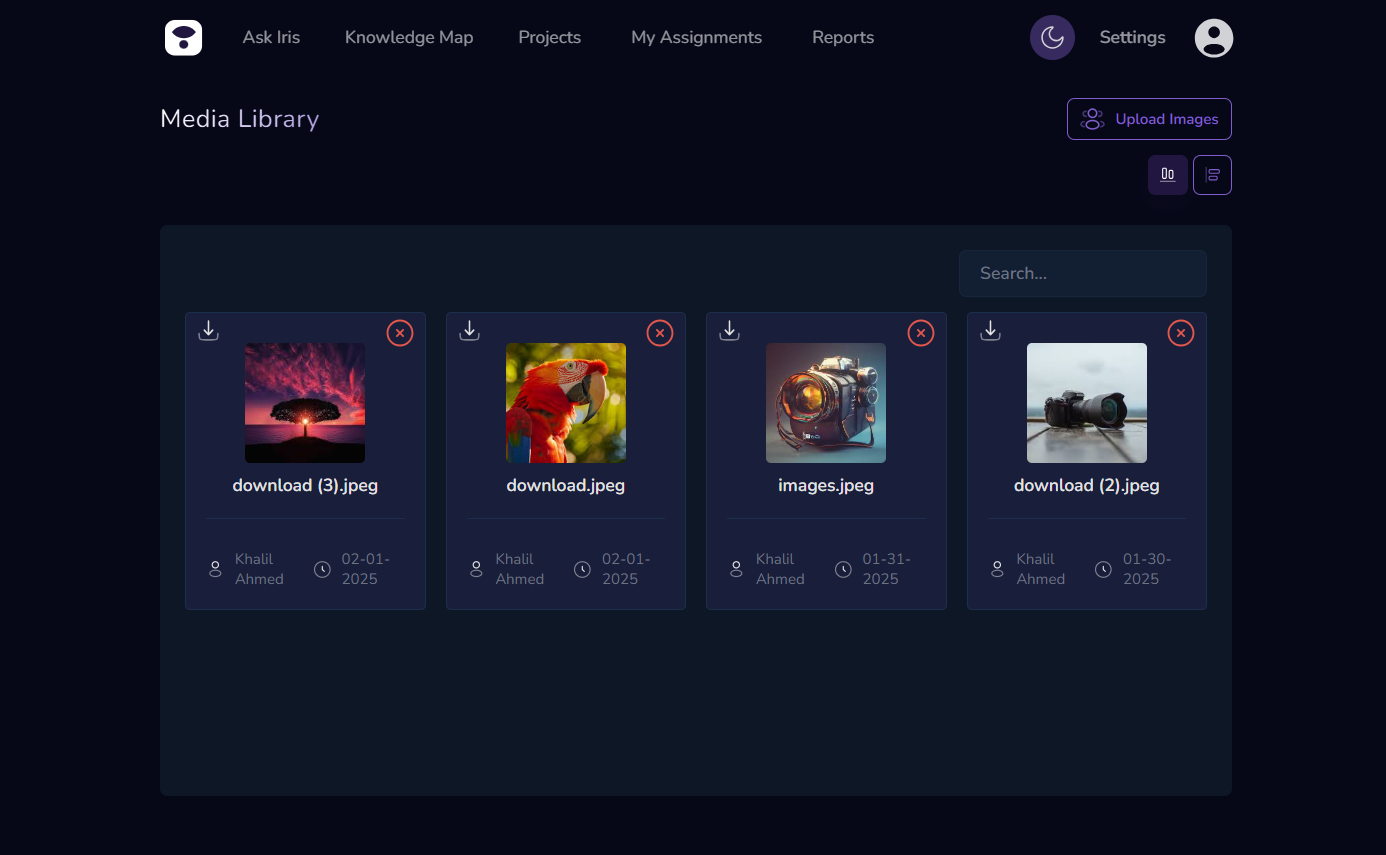 Ask Iris
Knowledge Map
Projects
My Assignments
Reports
Settings
Media Library
Upload Images
Search...
download (3).jpeg
Khalil
Ahmed
02-01-
2025
download.jpeg
Khalil
Ahmed
02-01-
2025
images.jpeg
Khalil
Ahmed
01-31-
2025
download (2).jpeg
Khalil
Ahmed
01-30-
2025